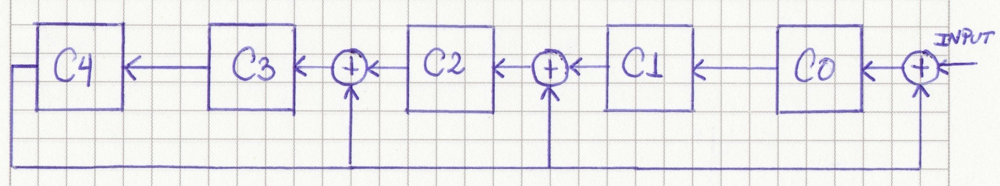 INPUT
C4 C3 + C2 + C1 C0 +